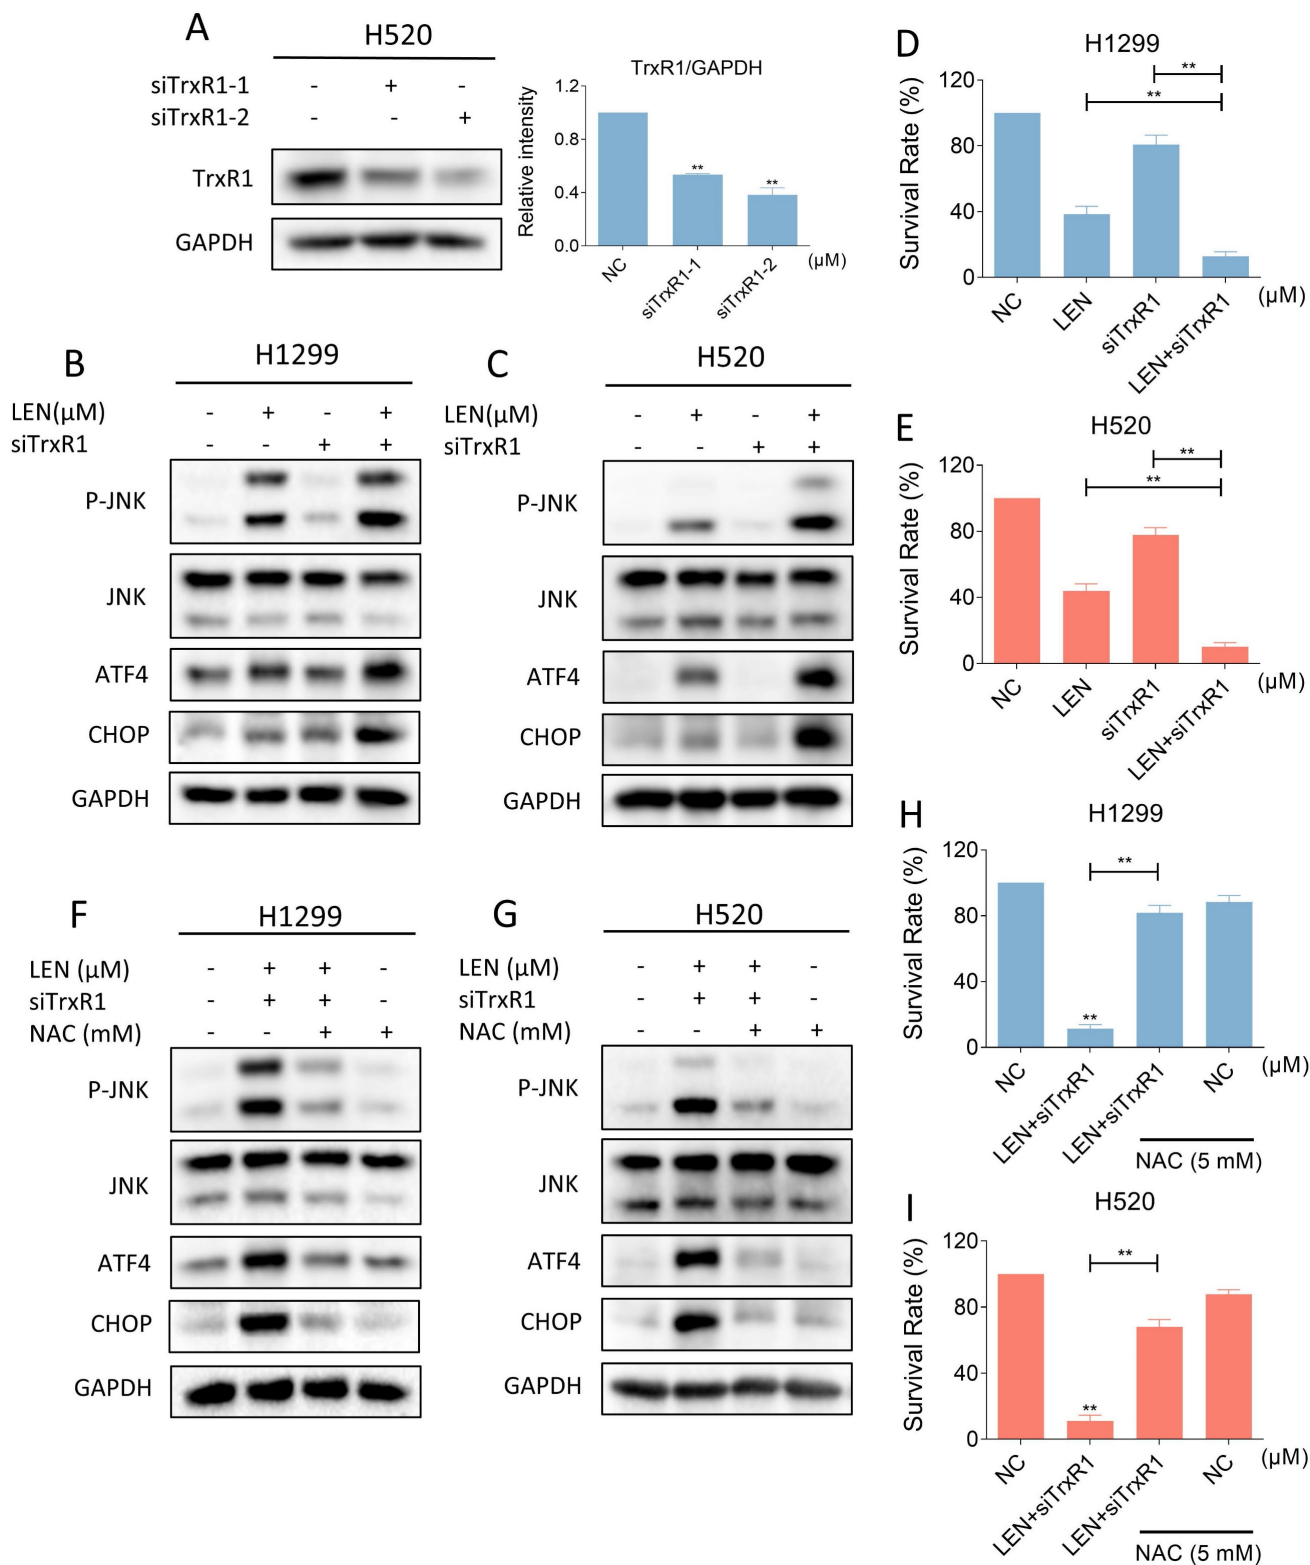 A
H520
siTrxR1-1 - + -
siTrxR1-2 - - +
TrxR1
GAPDH
TrxR1/GAPDH
Relative intensity
1.2
0.8
0.4
0.0
**
**
NC
siTrxR1-1
siTrxR1-2
(μM)
B
H1299
LEN(μM) - + - +
siTrxR1 - - + +
P-JNK
JNK
ATF4
CHOP
GAPDH
C
H520
LEN(μM) - + - +
siTrxR1 - - + +
P-JNK
JNK
ATF4
CHOP
GAPDH
D
H1299
Survival Rate (%)
120
80
40
0
**
**
NC
LEN
siTrxR1
LEN+siTrxR1
(μM)
E
H520
Survival Rate (%)
120
80
40
0
**
**
NC
LEN
siTrxR1
LEN+siTrxR1
(μM)
F
H1299
LEN (μM) - + + -
siTrxR1 - + + -
NAC (mM) - - + +
P-JNK
JNK
ATF4
CHOP
GAPDH
G
H520
LEN (μM) - + + -
siTrxR1 - + + -
NAC (mM) - - + +
P-JNK
JNK
ATF4
CHOP
GAPDH
H
H1299
Survival Rate (%)
120
80
40
0
**
**
NC
LEN+siTrxR1
LEN+siTrxR1
NC
(μM)
NAC (5 mM)
I
H520
Survival Rate (%)
120
80
40
0
**
**
NC
LEN+siTrxR1
LEN+siTrxR1
NC
(μM)
NAC (5 mM)